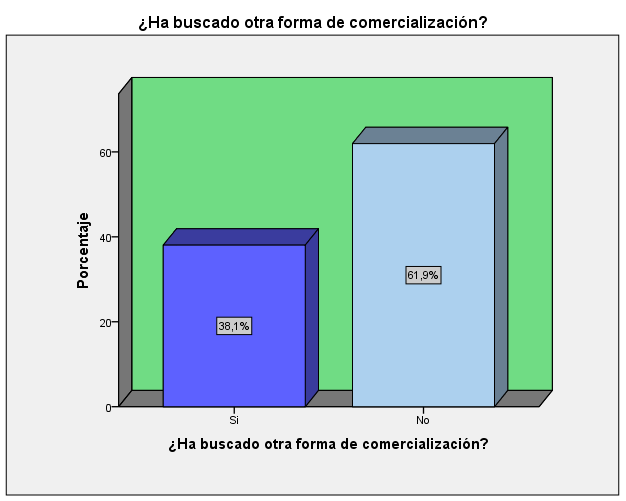 ¿Ha buscado otra forma de comercialización?
Porcentaje
60
40
20
0
38,1%
61,9%
Si
No
¿Ha buscado otra forma de comercialización?